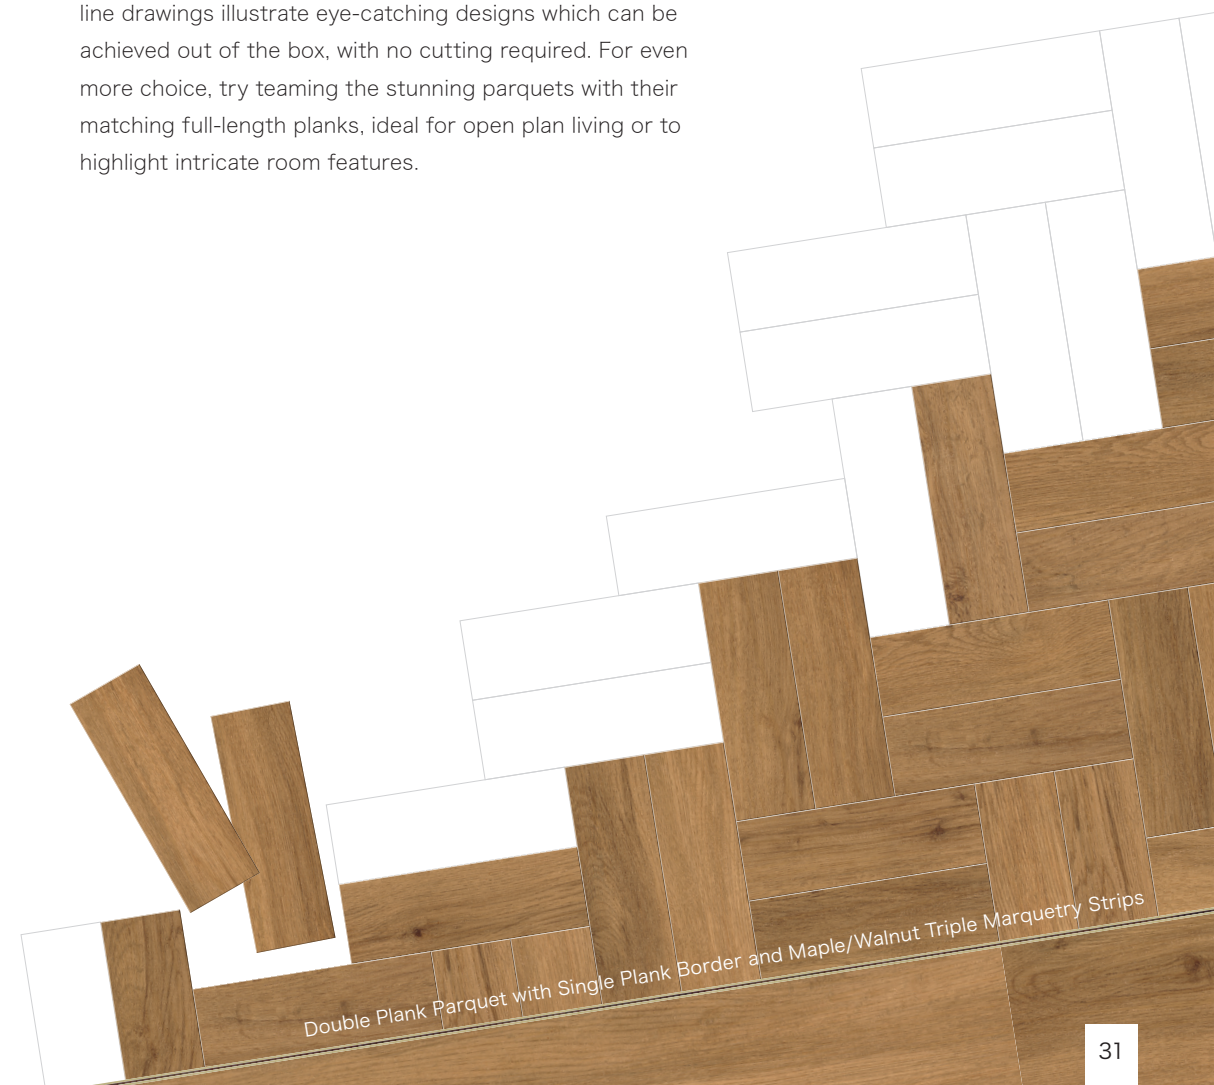 line drawings illustrate eye-catching designs which can be
achieved out of the box, with no cutting required. For even
more choice, try teaming the stunning parquets with their
matching full-length planks, ideal for open plan living or to
highlight intricate room features.
Double Plank Parquet with Single Plank Border and Maple/Walnut Triple Marquetry Strips
31